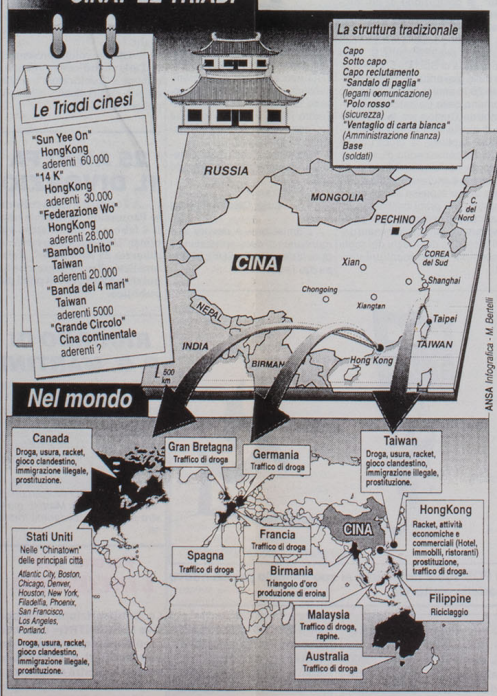 CINA: LE TRIADI
Le Triadi cinesi
"Sun Yee On"
HongKong
aderenti 60.000
"14 K"
HongKong
aderenti 30.000
"Federazione Wo"
HongKong
aderenti 28.000
"Bamboo Unito"
Taiwan
aderenti 20.000
"Banda dei 4 mari"
Taiwan
aderenti 5000
"Grande Circolo"
Cina continentale
aderenti ?
La struttura tradizionale
Capo
Sotto capo
Capo reclutamento
"Sandalo di paglia"
(legami comunicazione)
"Polo rosso"
(sicurezza)
"Ventaglio di carta bianca"
(Amministrazione finanza)
Base
(soldati)
RUSSIA
MONGOLIA
C.
del
Nord
PECHINO
COREA
del Sud
CINA
Xian
Shanghai
Chongoing
Xiangtan
NEPAL
Taipei
TAIWAN
INDIA
BIRMAN
Hong Kong
500
km
ANSA Infografica - M. Bertelli
Nel mondo
Canada
Droga, usura, racket,
gioco clandestino,
immigrazione illegale,
prostituzione.
Gran Bretagna
Traffico di droga
Germania
Traffico di droga
Taiwan
Droga, usura, racket,
gioco clandestino,
immigrazione illegale,
prostituzione.
Stati Uniti
Nelle "Chinatown"
delle principali città
Atlantic City, Boston,
Chicago, Denver,
Houston, New York,
Filadelfia, Phoenix,
San Francisco,
Los Angeles,
Portland.
Droga, usura, racket,
gioco clandestino,
immigrazione illegale,
prostituzione.
Spagna
Traffico di droga
Francia
Traffico di droga
CINA
HongKong
Racket, attività
economiche e
commerciali (Hotel,
immobili, ristoranti)
prostituzione,
traffico di droga.
Birmania
Triangolo d'oro
produzione di eroina
Malaysia
Traffico di droga,
rapine.
Filippine
Riciclaggio
Australia
Traffico di droga